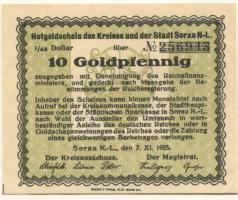 Notgeldschein des Kreises und der Stadt Sorau N-L.
1/42 Dollar über № 256943
10 Goldpfennig
ausgegeben mit Genehmigung des Reichsfinanz-
ministers, und gedeckt nach Massgabe der Be-
stimmungen der Reichsregierung.
Inhaber des Scheines kann binnen Monatsfrist nach
Aufruf bei der Kreiskommunalkasse, der Stadthaupt-
kasse oder der Städtischen Sparkasse in Sorau N.-L.
nach Wahl der Aussteller den Umtausch in wert-
beständiger Anleihe des deutschen Reiches oder in
Goldschatzanweisungen des Reiches oder die Zahlung
eines gleichwertigen Barbetrages verlangen.
Sorau N.-L., den 7. XI. 1923.
Der Kreisausschuss. Der Magistrat.